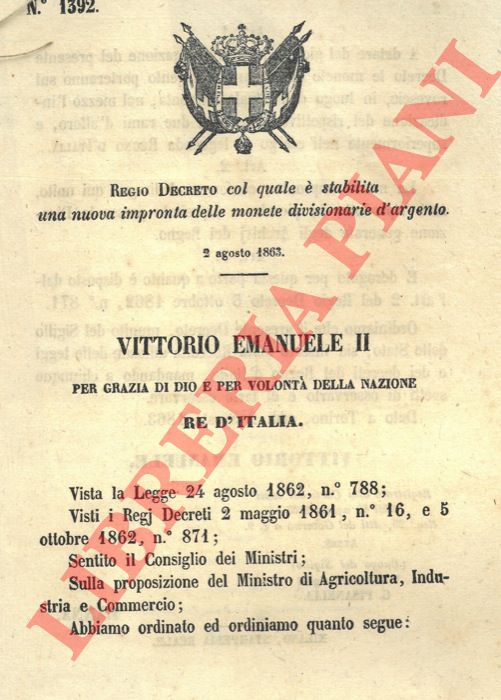 N.° 1392.
REGIO DECRETO col quale è stabilita
una nuova impronta delle monete divisionarie d'argento.
2 agosto 1863.
VITTORIO EMANUELE II
PER GRAZIA DI DIO E PER VOLONTÀ DELLA NAZIONE
RE D'ITALIA.
Vista la Legge 24 agosto 1862, n.° 788;
Visti i Regj Decreti 2 maggio 1861, n.° 16, e 5
ottobre 1862, n.° 871;
Sentito il Consiglio dei Ministri;
Sulla proposizione del Ministro di Agricoltura, Indu-
stria e Commercio;
Abbiamo ordinato ed ordiniamo quanto segue:
LIBRERIA PIANI